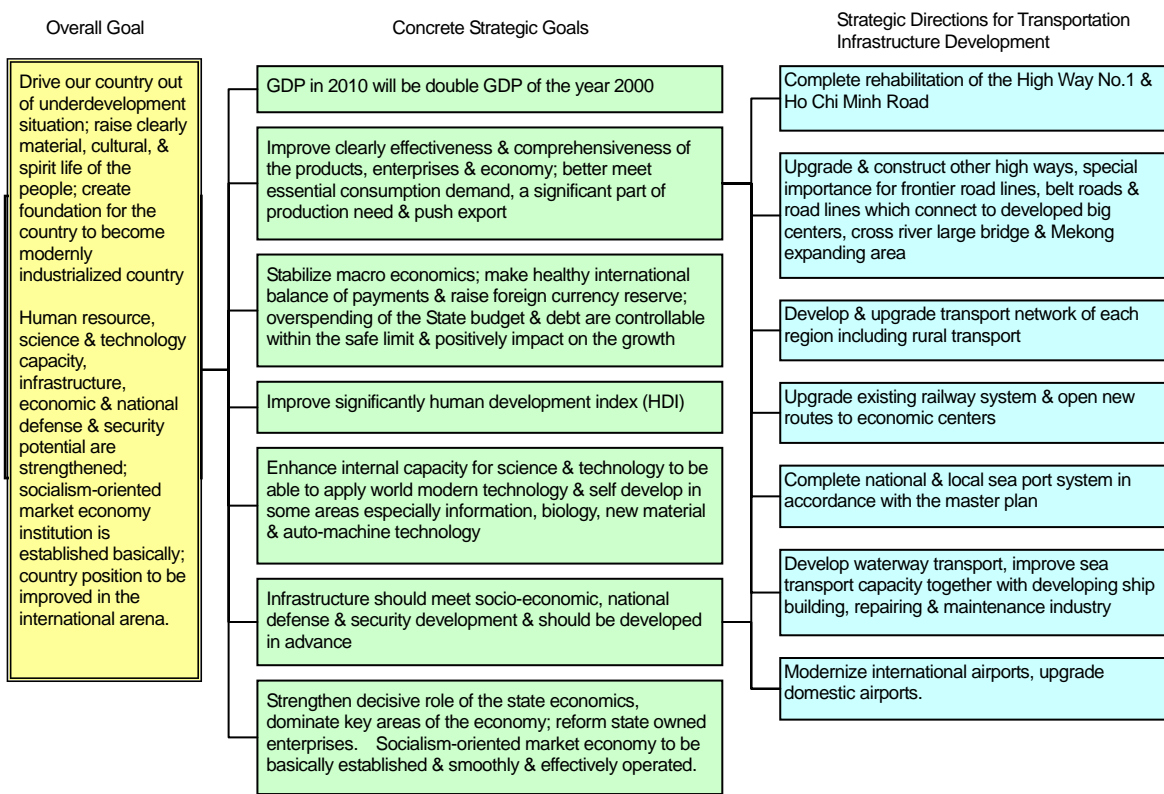 Overall Goal
Concrete Strategic Goals
Strategic Directions for Transportation
Infrastructure Development
Drive our country out
of underdevelopment
situation; raise clearly
material, cultural, &
spirit life of the
people; create
foundation for the
country to become
modernly
industrialized country
Human resource,
science & technology
capacity,
infrastructure,
economic & national
defense & security
potential are
strengthened;
socialism-oriented
market economy
institution is
established basically;
country position to be
improved in the
international arena.
GDP in 2010 will be double GDP of the year 2000
Improve clearly effectiveness & comprehensiveness of
the products, enterprises & economy; better meet
essential consumption demand, a significant part of
production need & push export
Stabilize macro economics; make healthy international
balance of payments & raise foreign currency reserve;
overspending of the State budget & debt are controllable
within the safe limit & positively impact on the growth
Improve significantly human development index (HDI)
Enhance internal capacity for science & technology to be
able to apply world modern technology & self develop in
some areas especially information, biology, new material
& auto-machine technology
Infrastructure should meet socio-economic, national
defense & security development & should be developed
in advance
Strengthen decisive role of the state economics,
dominate key areas of the economy; reform state owned
enterprises. Socialism-oriented market economy to be
basically established & smoothly & effectively operated.
Complete rehabilitation of the High Way No.1 &
Ho Chi Minh Road
Upgrade & construct other high ways, special
importance for frontier road lines, belt roads &
road lines which connect to developed big
centers, cross river large bridge & Mekong
expanding area
Develop & upgrade transport network of each
region including rural transport
Upgrade existing railway system & open new
routes to economic centers
Complete national & local sea port system in
accordance with the master plan
Develop waterway transport, improve sea
transport capacity together with developing ship
building, repairing & maintenance industry
Modernize international airports, upgrade
domestic airports.